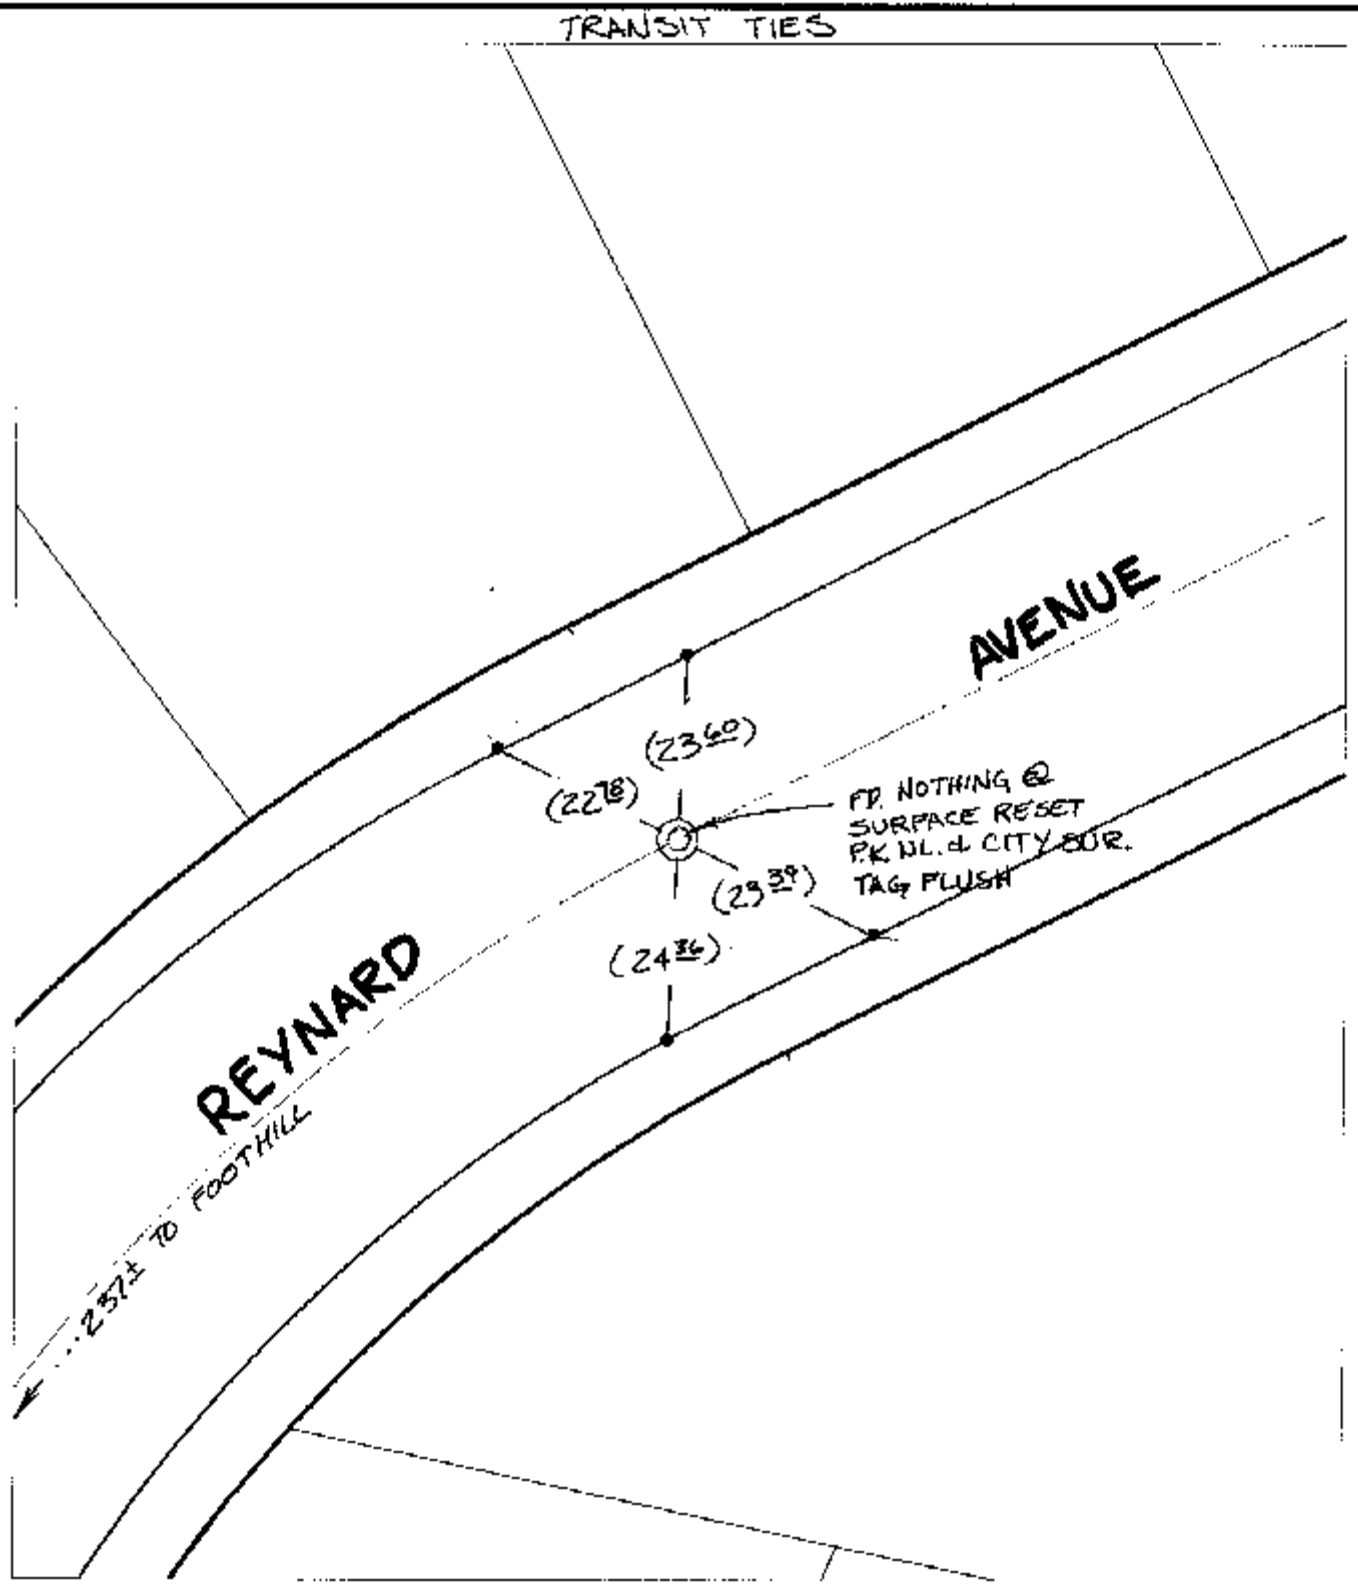 TRANSIT TIES
AVENUE
(23 60)
(22 78)
FD. NOTHING @
SURFACE RESET
P.K. NL. & CITY SUR.
TAG FLUSH
(23 39)
(24 36)
REYNARD
237± TO FOOTHILL